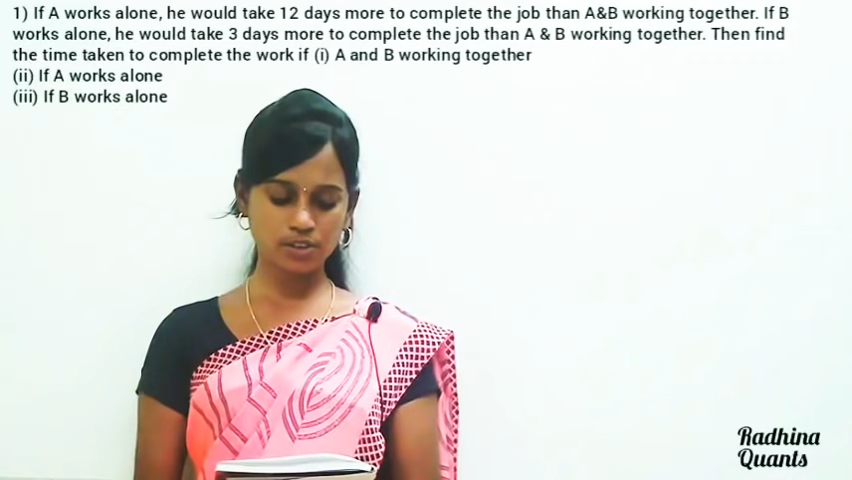 1) If A works alone, he would take 12 days more to complete the job than A&B working together. If B
works alone, he would take 3 days more to complete the job than A & B working together. Then find
the time taken to complete the work if (i) A and B working together
(ii) If A works alone
(iii) If B works alone
Radhina
Quants